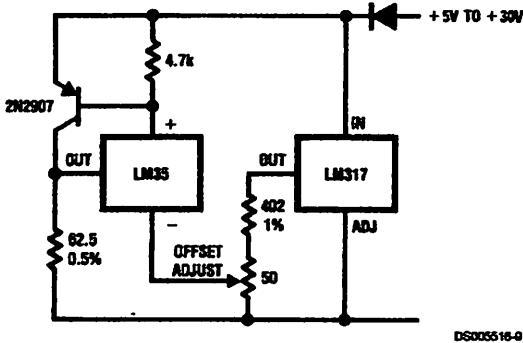 + 5V TO + 30V
4.7k
2N2907
+
IN
OUT
LM35
OUT
LM317
−
402
1%
ADJ
62.5
0.5%
OFFSET
ADJUST
50
DS005516-9